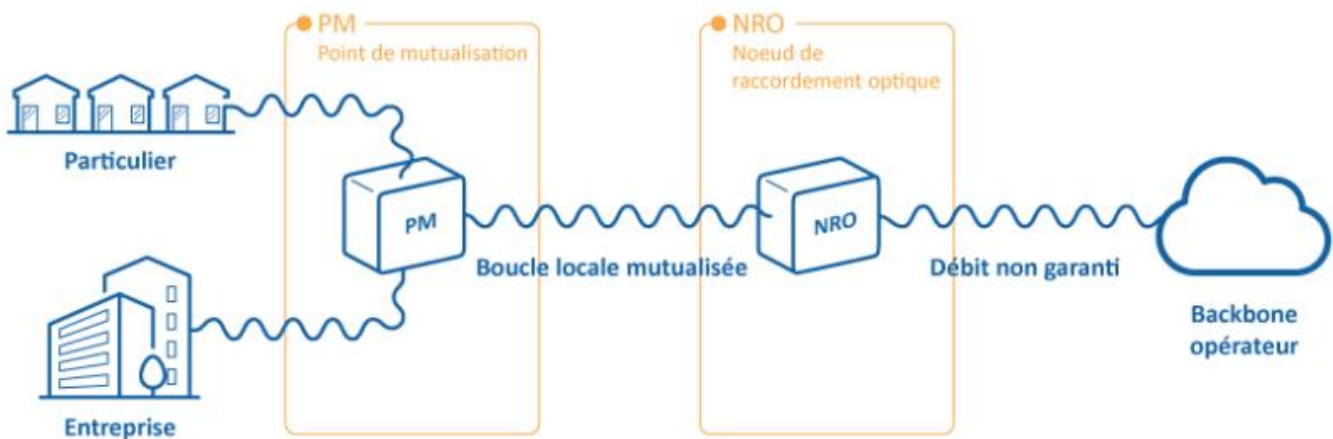 PM
Point de mutualisation
NRO
Noeud de
raccordement optique
Particulier
PM
NRO
Boucle locale mutualisée
Débit non garanti
Backbone
opérateur
Entreprise